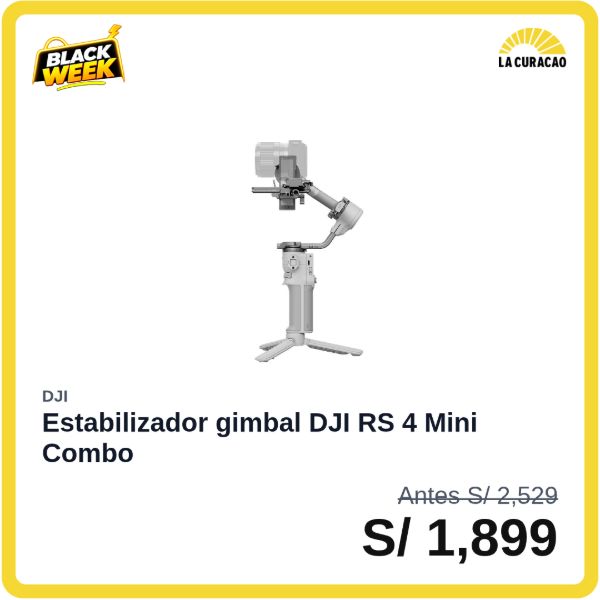 BLACK
WEEK
LA CURACAO
DJI
Estabilizador gimbal DJI RS 4 Mini
Combo
Antes S/ 2,529
S/ 1,899